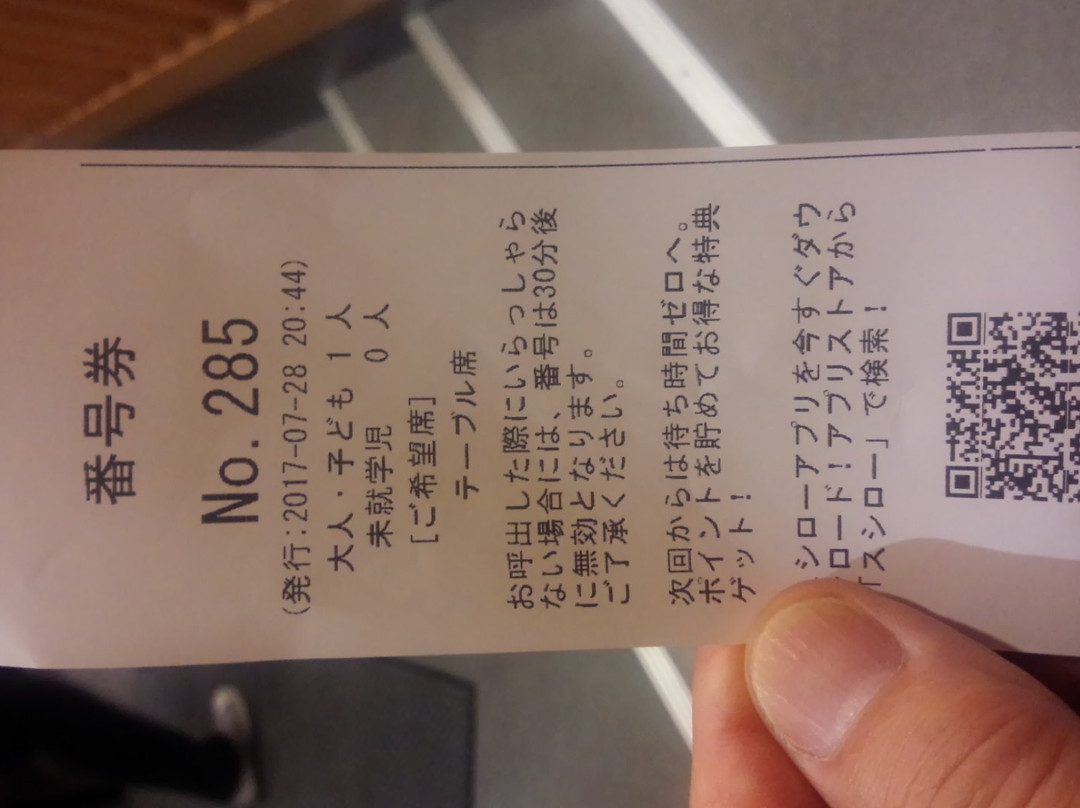 番号券
No. 285
(発行:2017-07-28 20:44)
大人・子ども 1 人
未就学児 0 人
[ご希望席]
テーブル席
お呼出した際にいらっしゃら
ない場合には、番号は30分後
に無効となります。
ご了承ください。
次回からは待ち時間ゼロへ。
ポイントを貯めてお得な特典
ゲット!
シローアプリを今すぐダウ
ロード!アプリストアから
「スシロー」で検索!